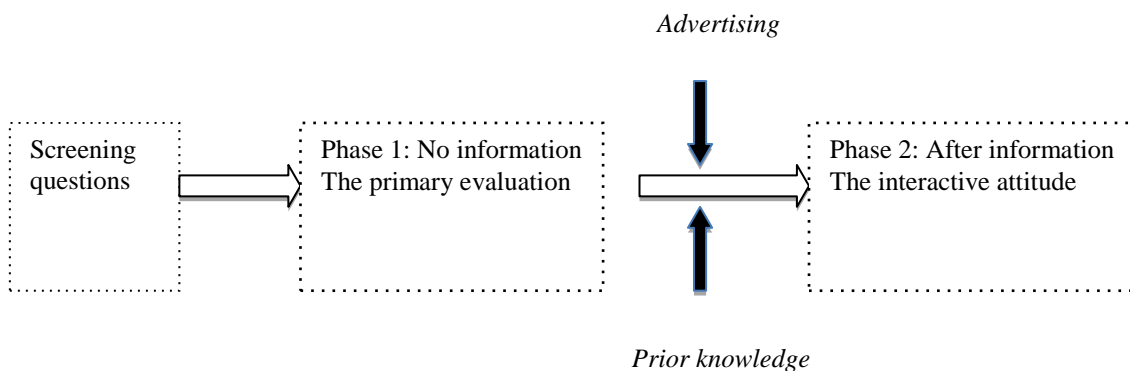 Advertising
Screening
questions
Phase 1: No information
The primary evaluation
Phase 2: After information
The interactive attitude
Prior knowledge